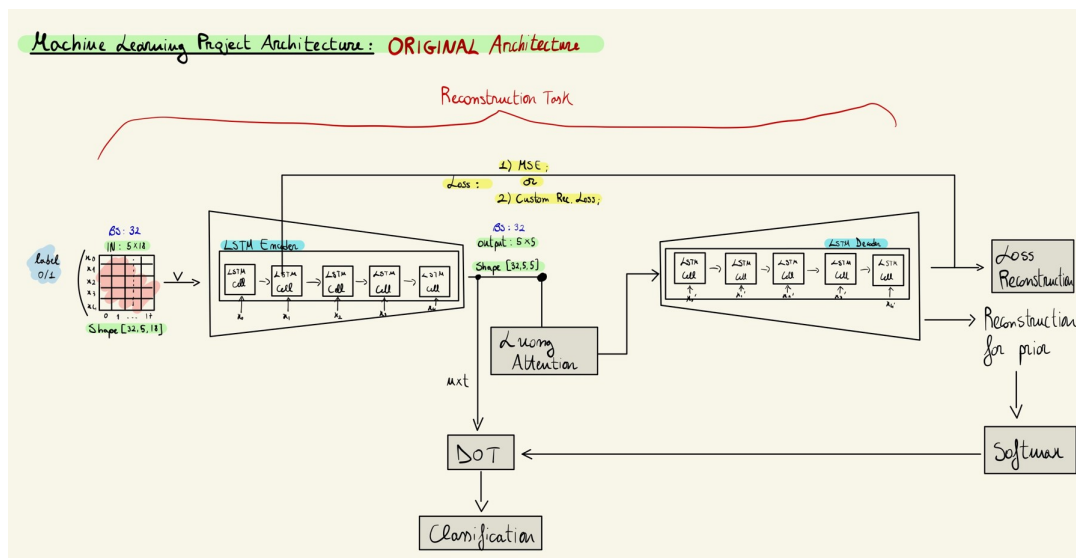 Machine Learning Project Architecture: ORIGINAL Architecture
Reconstruction Task
1) MSE;
Loss: or
2) Custom Rec. Loss;
BS: 32
IN: 5x18
label
0/1
x0
x1
x2
x3
x4
0 1 ... 17
Shape [32,5,18]
V
LSTM Encoder
LSTM Cell
LSTM Cell
LSTM Cell
LSTM Cell
LSTM Cell
x0
x1
x2
x3
x4
BS: 32
Output: 5x5
Shape [32,5,5]
Luong
Attention
LSTM Decoder
LSTM Cell
LSTM Cell
LSTM Cell
LSTM Cell
LSTM Cell
Loss
Reconstruction
Reconstruction
for prior
uxt
DOT
Softmax
Classification